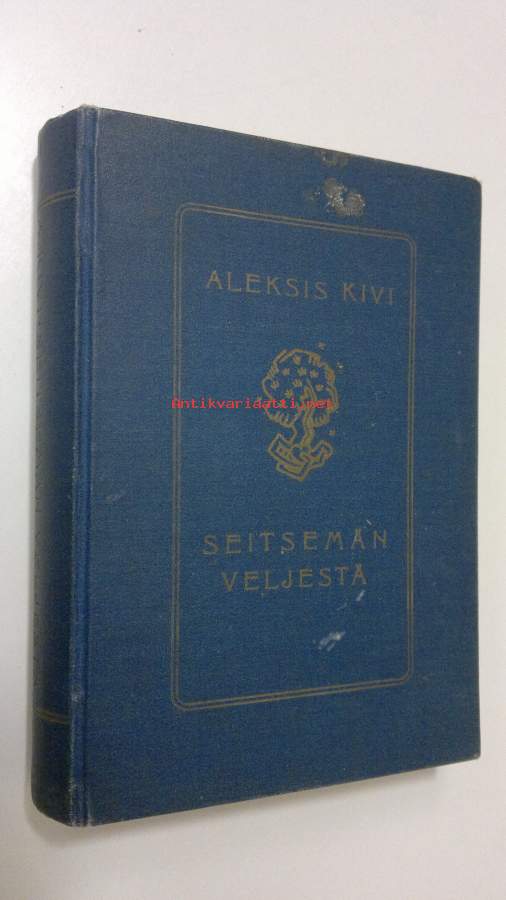 ALEKSIS KIVI
Antikvariaatti.net
SEITSEMÄN
VELJESTÄ